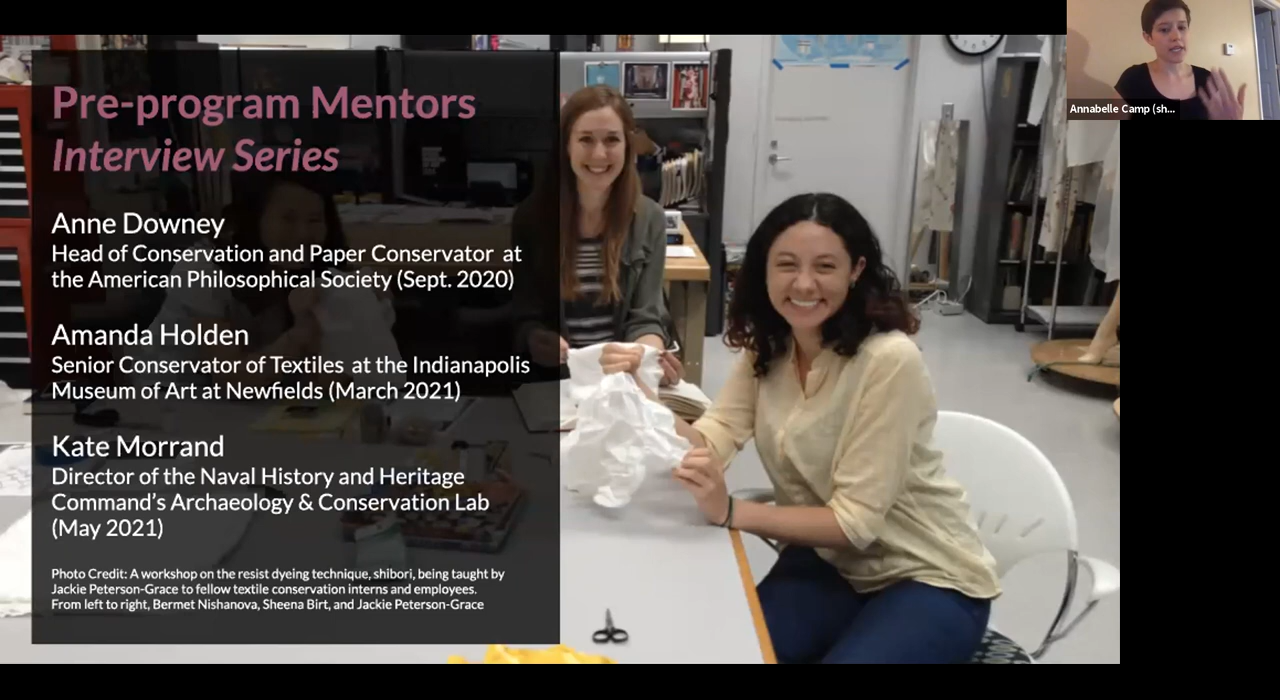 Pre-program Mentors
Interview Series
Anne Downey
Head of Conservation and Paper Conservator at
the American Philosophical Society (Sept. 2020)
Amanda Holden
Senior Conservator of Textiles at the Indianapolis
Museum of Art at Newfields (March 2021)
Kate Morrand
Director of the Naval History and Heritage
Command's Archaeology & Conservation Lab
(May 2021)
Photo Credit: A workshop on the resist dyeing technique, shibori, being taught by
Jackie Peterson-Grace to fellow textile conservation interns and employees.
From left to right, Bermet Nishanova, Sheena Birt, and Jackie Peterson-Grace
Annabelle Camp (sh...